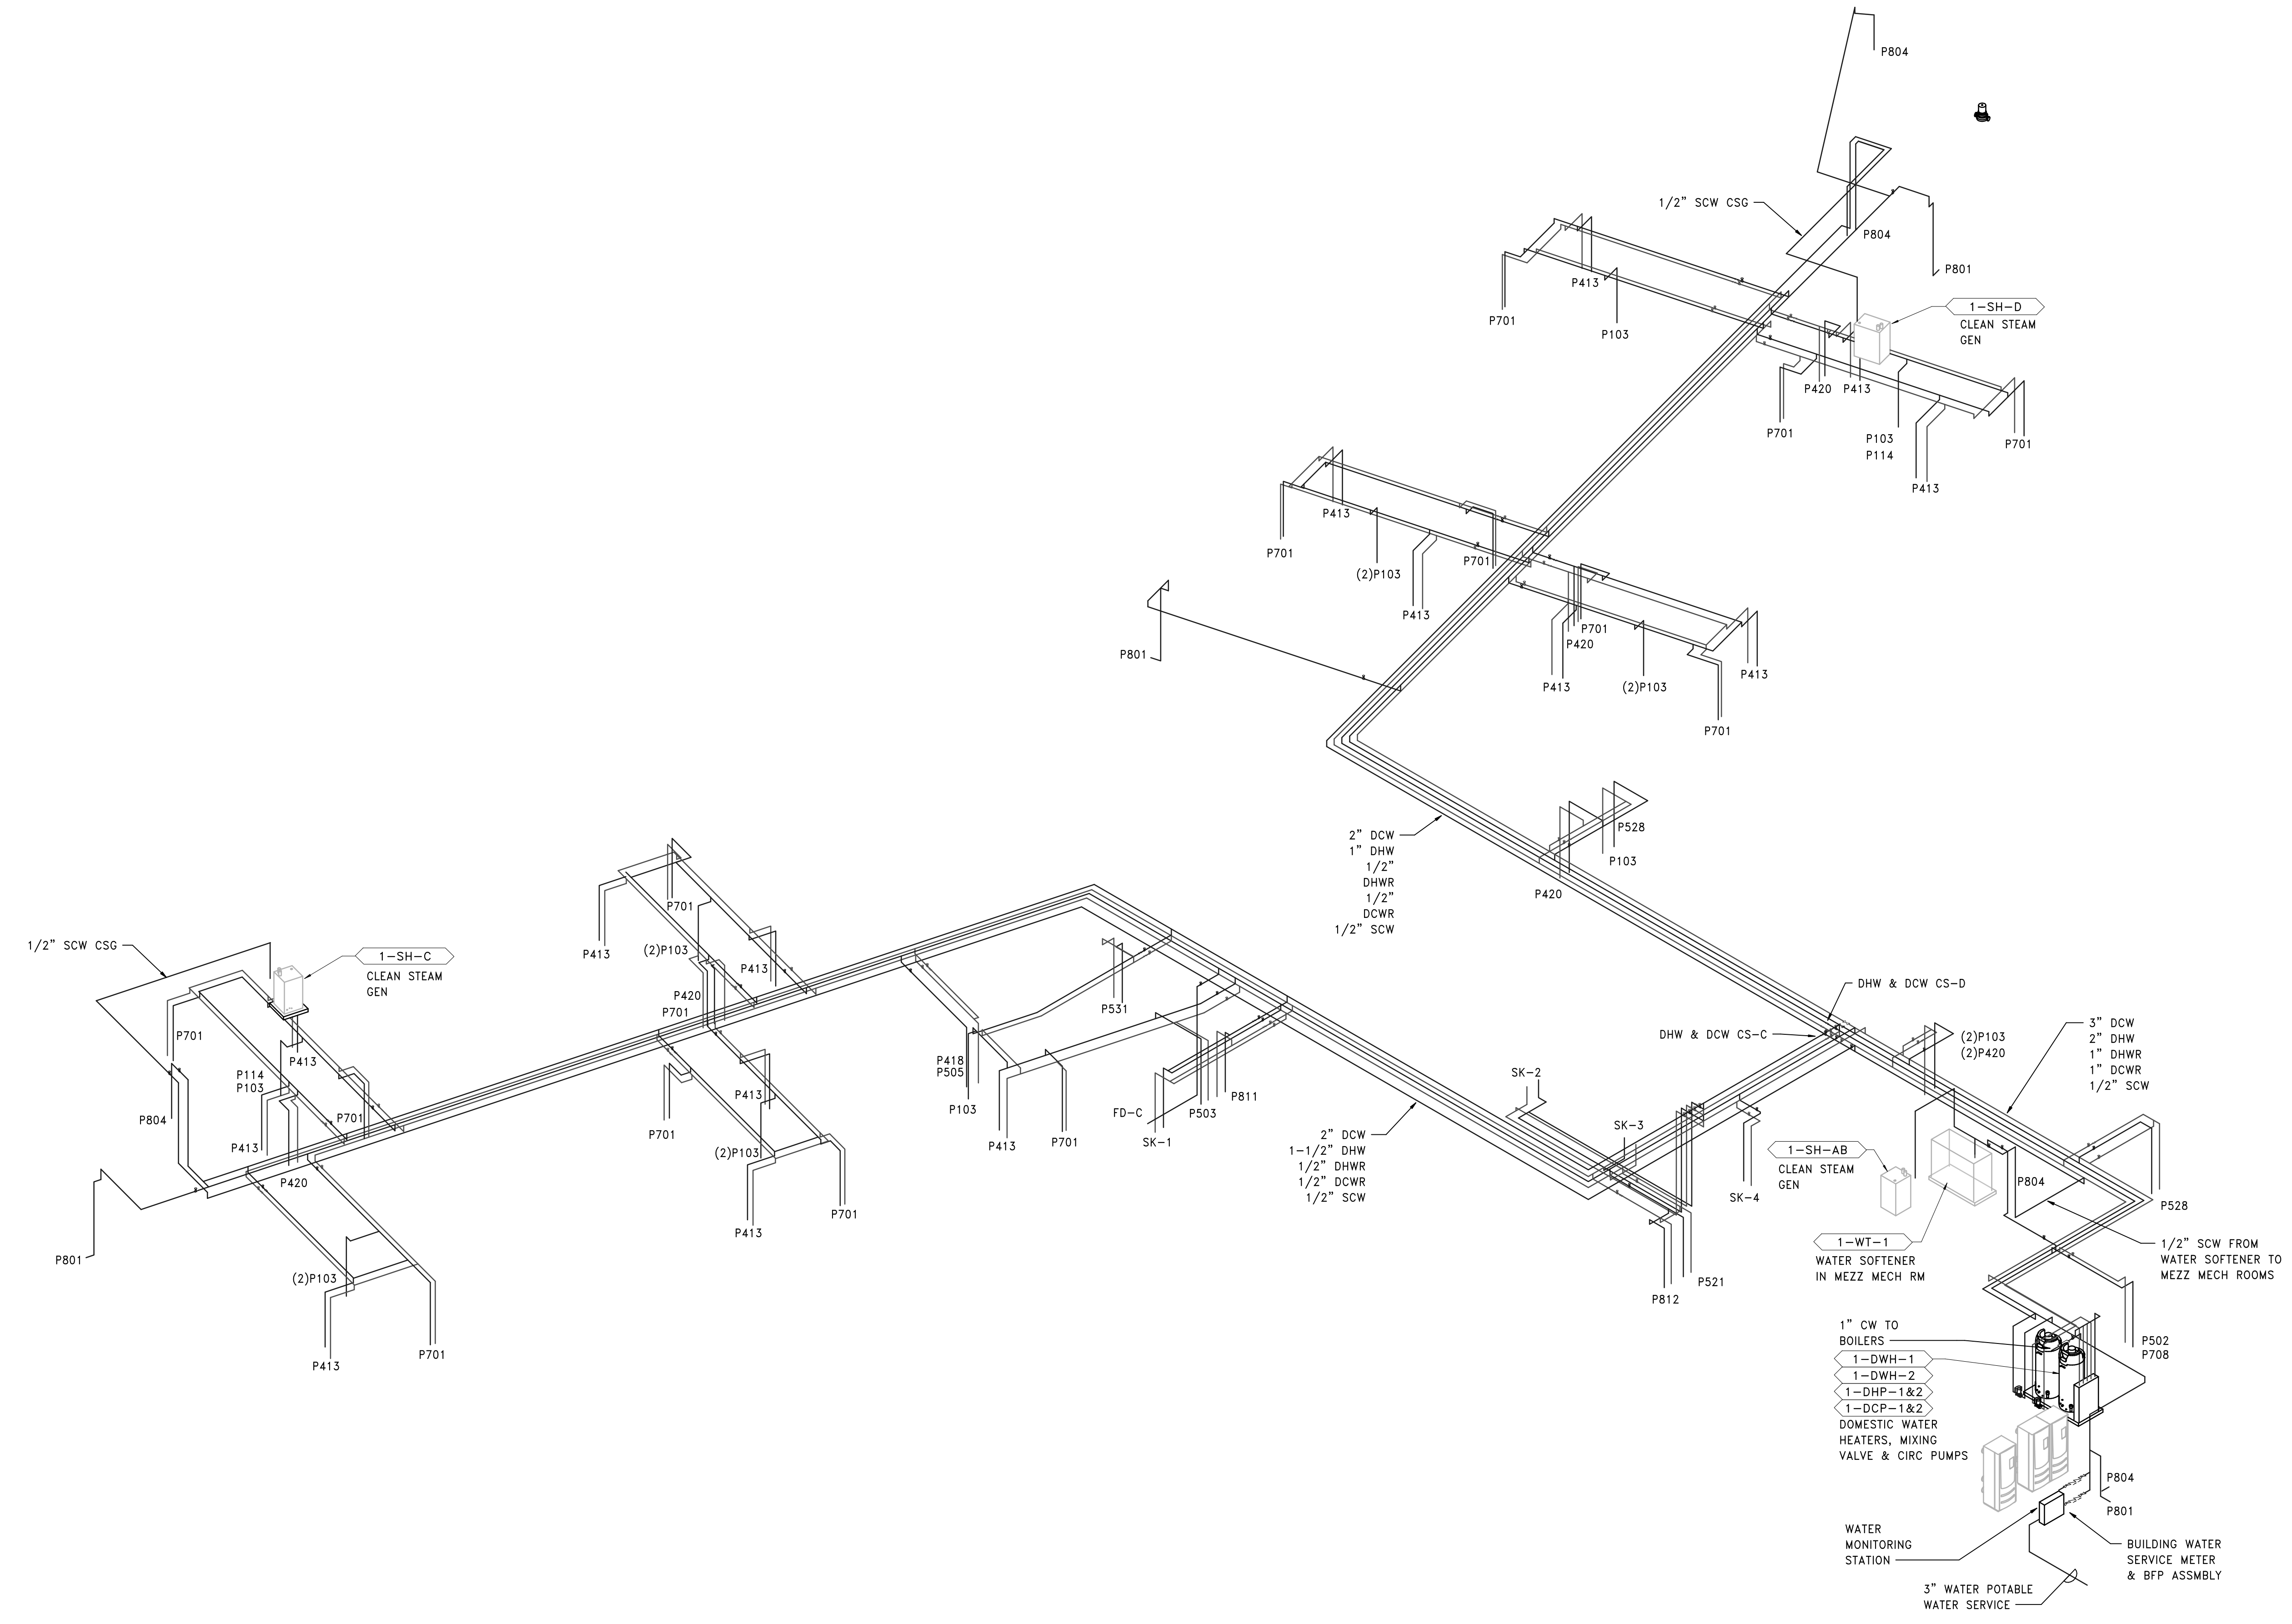 P804
1/2" SCW CSG
P804
P801
P413
P701
P103
1-SH-D
CLEAN STEAM
GEN
P420
P413
P701
P103
P114
P701
P413
P413
P701
(2)P103
P701
P413
P701
P420
P413
(2)P103
P413
P701
P801
P528
P103
P420
2" DCW
1" DHW
1/2"
DHWR
1/2"
DCWR
1/2" SCW
P701
P413
(2)P103
P413
P420
P701
1/2" SCW CSG
1-SH-C
CLEAN STEAM
GEN
P701
P413
P114
P103
P804
P413
P701
P420
P801
(2)P103
P413
P701
P701
P413
(2)P103
P413
P701
P531
P418
P505
P103
P413
P701
FD-C
SK-1
P503
P811
2" DCW
1-1/2" DHW
1/2" DHWR
1/2" DCWR
1/2" SCW
SK-2
SK-3
SK-4
P521
P812
DHW & DCW CS-D
DHW & DCW CS-C
(2)P103
(2)P420
3" DCW
2" DHW
1" DHWR
1" DCWR
1/2" SCW
1-SH-AB
CLEAN STEAM
GEN
P804
P528
1-WT-1
WATER SOFTENER
IN MEZZ MECH RM
1/2" SCW FROM
WATER SOFTENER TO
MEZZ MECH ROOMS
P502
P708
1" CW TO
BOILERS
1-DWH-1
1-DWH-2
1-DHP-1&2
1-DCP-1&2
DOMESTIC WATER
HEATERS, MIXING
VALVE & CIRC PUMPS
P804
P801
WATER
MONITORING
STATION
BUILDING WATER
SERVICE METER
& BFP ASSMBLY
3" WATER POTABLE
WATER SERVICE